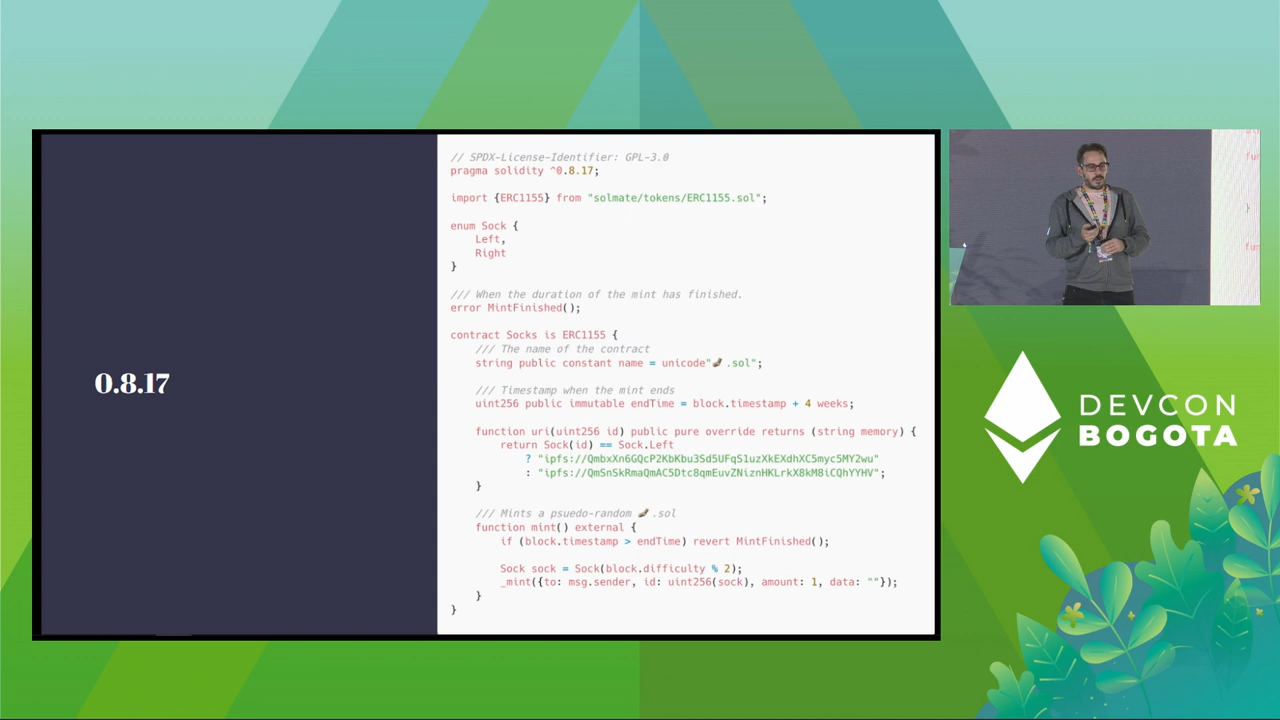 0.8.17
// SPDX-License-Identifier: GPL-3.0
pragma solidity ^0.8.17;
import {ERC1155} from "solmate/tokens/ERC1155.sol";
enum Sock {
Left,
Right
}
/// When the duration of the mint has finished.
error MintFinished();
contract Socks is ERC1155 {
/// The name of the contract
string public constant name = unicode"🧦.sol";
/// Timestamp when the mint ends
uint256 public immutable endTime = block.timestamp + 4 weeks;
function uri(uint256 id) public pure override returns (string memory) {
return Sock(id) == Sock.Left
? "ipfs://QmbxXn6GQcP2KbKbu3Sd5UFqS1uzXkEXdhXC5myc5MY2wu"
: "ipfs://QmSnSkRmaQmAC5Dtc8qmEuvZNiznHKLrkX8kM8iCQhYYHV";
}
/// Mints a psuedo-random 🧦.sol
function mint() external {
if (block.timestamp > endTime) revert MintFinished();
Sock sock = Sock(block.difficulty % 2);
_mint({to: msg.sender, id: uint256(sock), amount: 1, data: ""});
}
}
DEVCON
BOGOTA